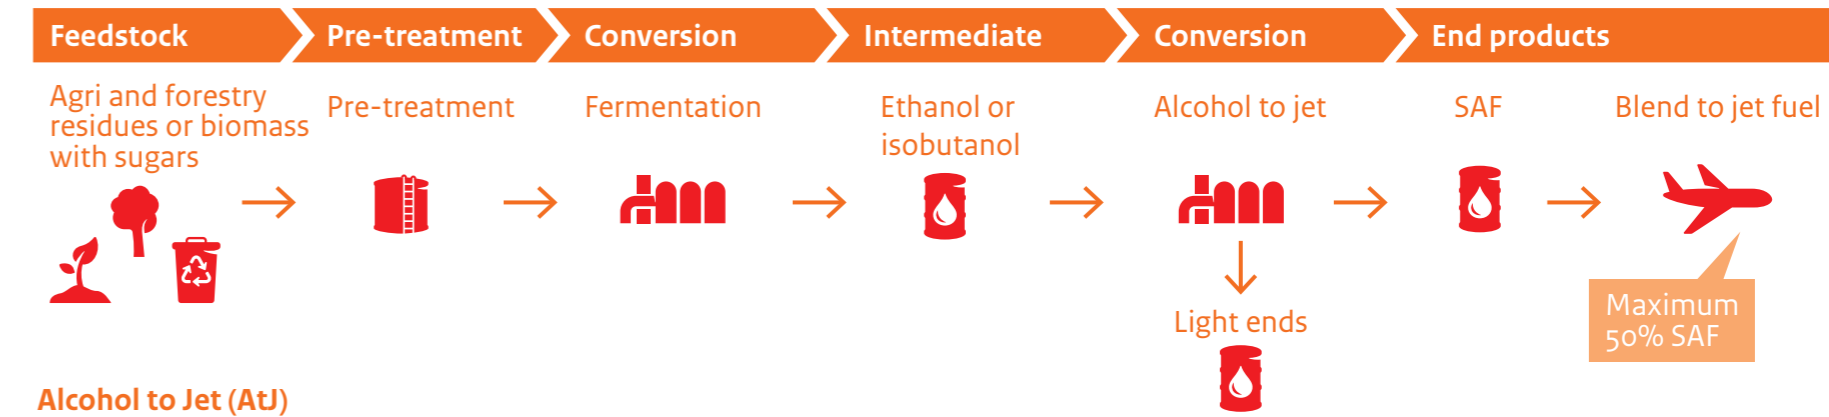 Feedstock
Pre-treatment
Conversion
Intermediate
Conversion
End products
Agri and forestry
residues or biomass
with sugars
Pre-treatment
Fermentation
Ethanol or
isobutanol
Alcohol to jet
SAF
Blend to jet fuel
Light ends
Maximum
50% SAF
Alcohol to Jet (AtJ)